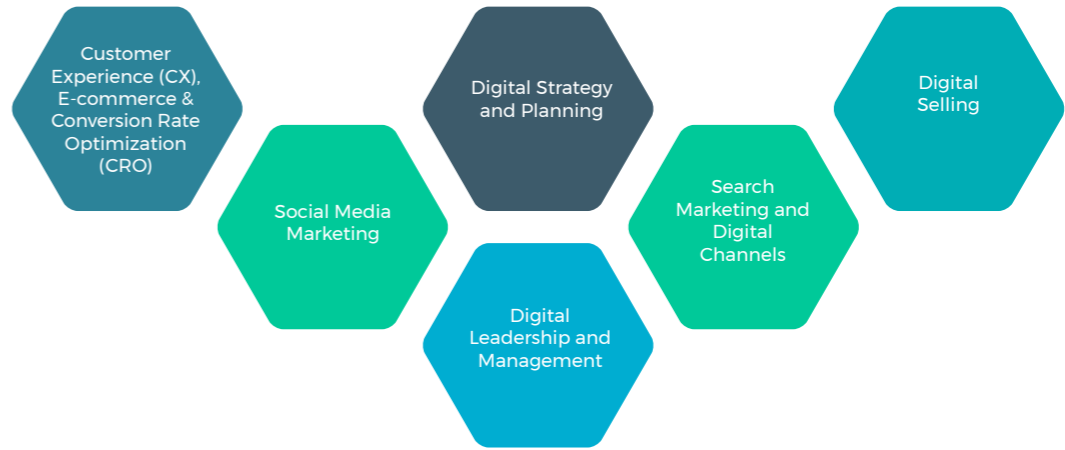 Customer
Experience (CX),
E-commerce &
Conversion Rate
Optimization
(CRO)
Social Media
Marketing
Digital Strategy
and Planning
Digital
Leadership and
Management
Search
Marketing and
Digital
Channels
Digital
Selling